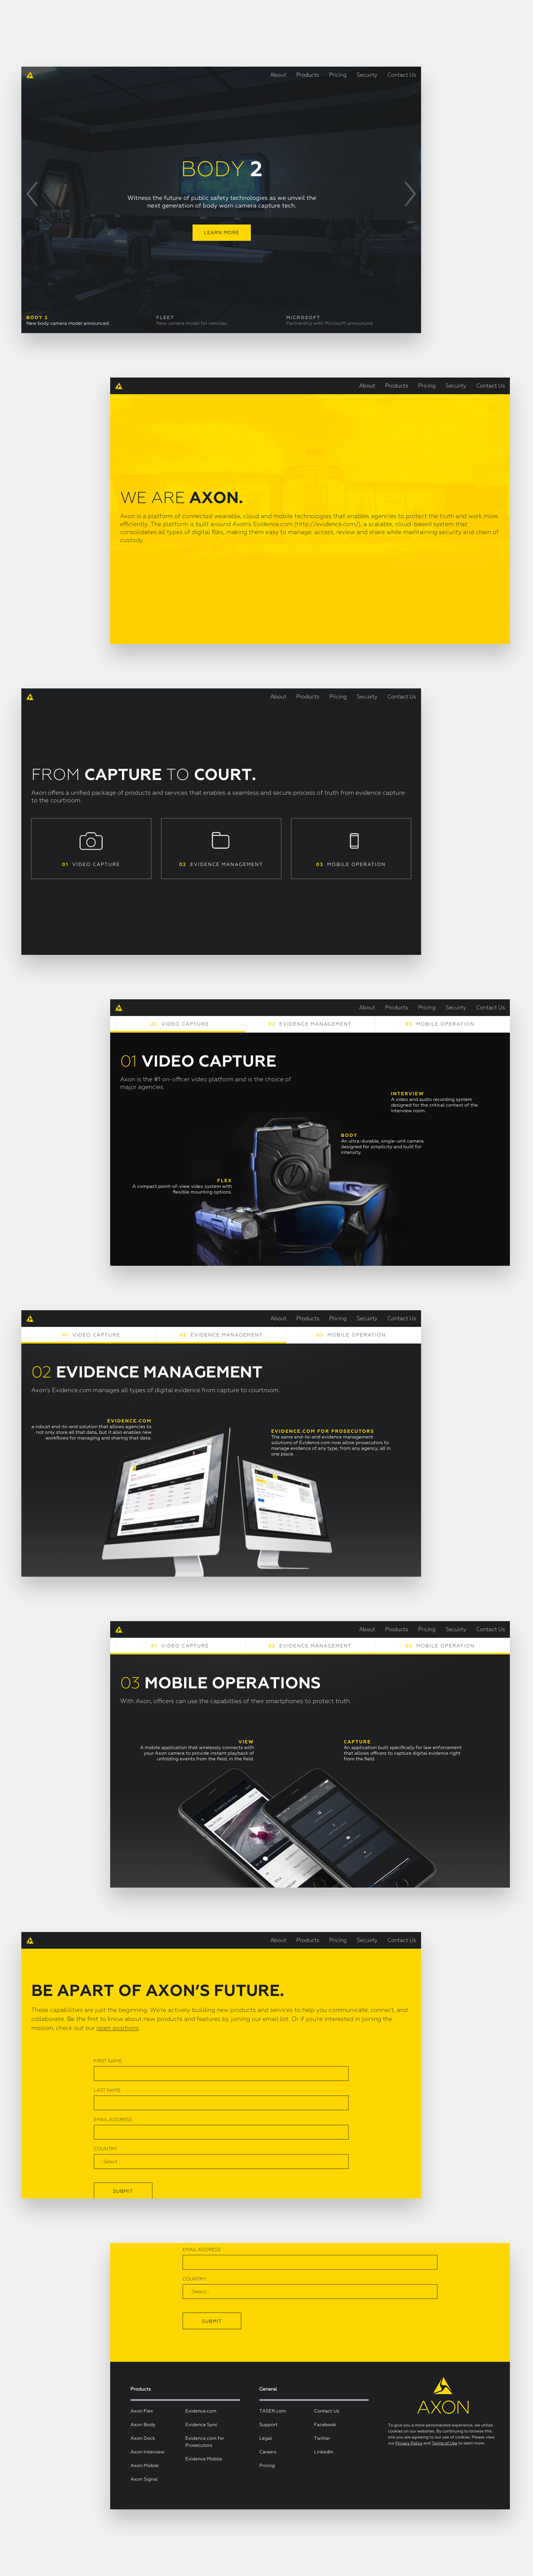 About Products Pricing Secuirty Contact Us
BODY 2
Witness the future of public safety technologies as we unveil the
next generation of body worn camera capture tech.
LEARN MORE
BODY 2
New body camera model announced.
FLEET
New camera model for vehicles.
MICROSOFT
Partnership with Microsoft announced.
About Products Pricing Secuirty Contact Us
WE ARE AXON.
Axon is a platform of connected wearable, cloud and mobile technologies that enables agencies to protect the truth and work more
efficiently. The platform is built around Axon's Evidence.com (http://evidence.com/), a scalable, cloud-based system that
consolidates all types of digital files, making them easy to manage, access, review and share while maintaining security and chain of
custody.
About Products Pricing Secuirty Contact Us
FROM CAPTURE TO COURT.
Axon offers a unified package of products and services that enables a seamless and secure process of truth from evidence capture
to the courtroom.
01 VIDEO CAPTURE
02 EVIDENCE MANAGEMENT
03 MOBILE OPERATION
About Products Pricing Secuirty Contact Us
01 VIDEO CAPTURE
02 EVIDENCE MANAGEMENT
03 MOBILE OPERATION
01 VIDEO CAPTURE
Axon is the #1 on-officer video platform and is the choice of
major agencies.
INTERVIEW
A video and audio recording system
designed for the critical context of the
interview room.
BODY
An ultra-durable, single-unit camera
designed for simplicity and built for
intensity.
FLEX
A compact point-of-view video system with
flexible mounting options.
About Products Pricing Secuirty Contact Us
01 VIDEO CAPTURE
02 EVIDENCE MANAGEMENT
03 MOBILE OPERATION
02 EVIDENCE MANAGEMENT
Axon's Evidence.com manages all types of digital evidence from capture to courtroom.
EVIDENCE.COM
a robust end-to-end solution that allows agencies to
not only store all that data, but it also enables new
workflows for managing and sharing that data.
EVIDENCE.COM FOR PROSECUTORS
The same end-to-end evidence management
solutions of Evidence.com now allow prosecutors to
manage evidence of any type, from any agency, all in
one place.
About Products Pricing Secuirty Contact Us
01 VIDEO CAPTURE
02 EVIDENCE MANAGEMENT
03 MOBILE OPERATION
03 MOBILE OPERATIONS
With Axon, officers can use the capabilties of their smartphones to protect truth.
VIEW
A mobile application that wirelessly connects with
your Axon camera to provide instant playback of
unfolding events from the field, in the field.
CAPTURE
An application built specifically for law enforcement
that allows officers to capture digital evidence right
from the field.
About Products Pricing Secuirty Contact Us
BE APART OF AXON'S FUTURE.
These capabilities are just the beginning. We're actively building new products and services to help you communicate, connect, and
collaborate. Be the first to know about new products and features by joining our email list. Or if you're interested in joining the
mission, check out our open positions.
FIRST NAME
LAST NAME
EMAIL ADDRESS
COUNTRY
- Select -
SUBMIT
EMAIL ADDRESS
COUNTRY
- Select -
SUBMIT
Products
Axon Flex
Axon Body
Axon Dock
Axon Interview
Axon Mobile
Axon Signal
Evidence.com
Evidence Sync
Evidence.com for
Prosecutors
Evidence Mobile
General
TASER.com
Support
Legal
Careers
Pricing
Contact Us
Facebook
Twitter
LinkedIn
AXON
To give you a more personalized experience, we utilize
cookies on our websites. By continuing to browse this
site you are agreeing to our use of cookies. Please view
our Privacy Policy and Terms of Use to learn more.